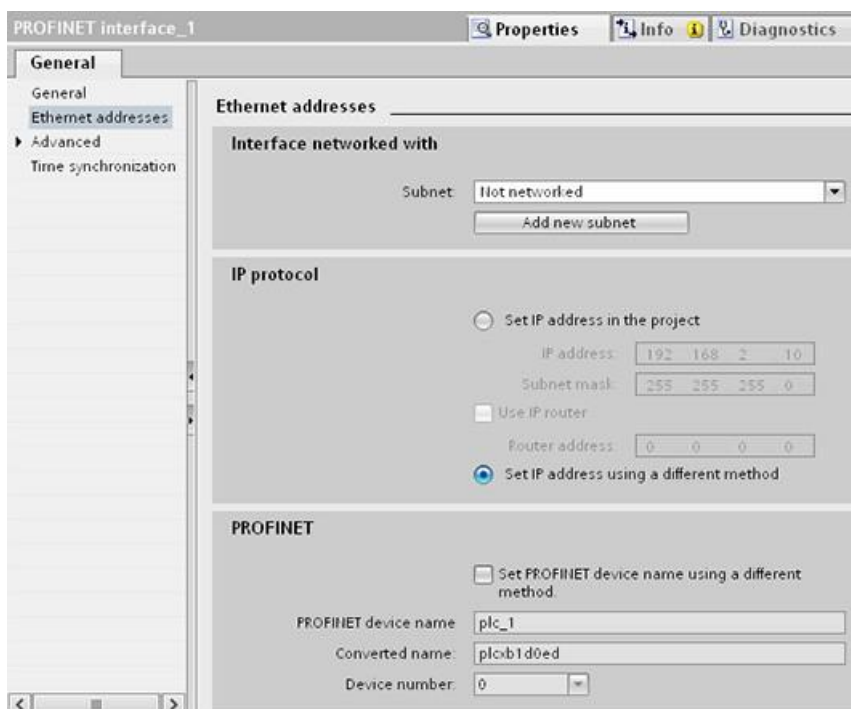 PROFINET interface_1
Properties
Info
Diagnostics
General
General
Ethernet addresses
Advanced
Time synchronization
Ethernet addresses
Interface networked with
Subnet: Not networked
Add new subnet
IP protocol
Set IP address in the project
IP address: 192 . 168 . 2 . 10
Subnet mask: 255 . 255 . 255 . 0
Use IP router
Router address: 0 . 0 . 0 . 0
Set IP address using a different method
PROFINET
Set PROFINET device name using a different
method.
PROFINET device name plc_1
Converted name: plcxb1d0ed
Device number: 0